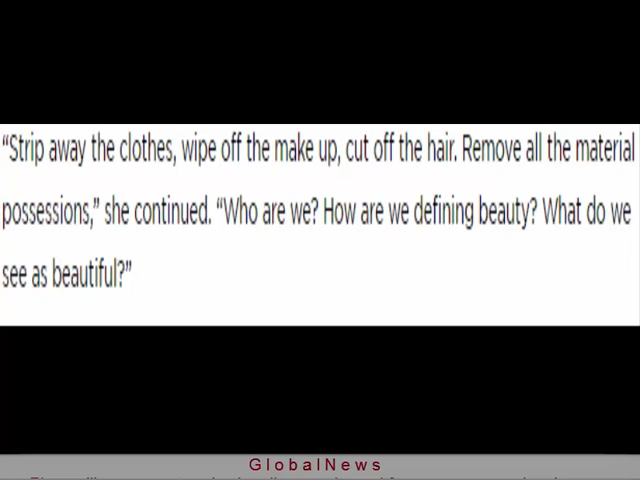 “Strip away the clothes, wipe off the make up, cut off the hair. Remove all the material
possessions,” she continued. “Who are we? How are we defining beauty? What do we
see as beautiful?”
GlobalNews